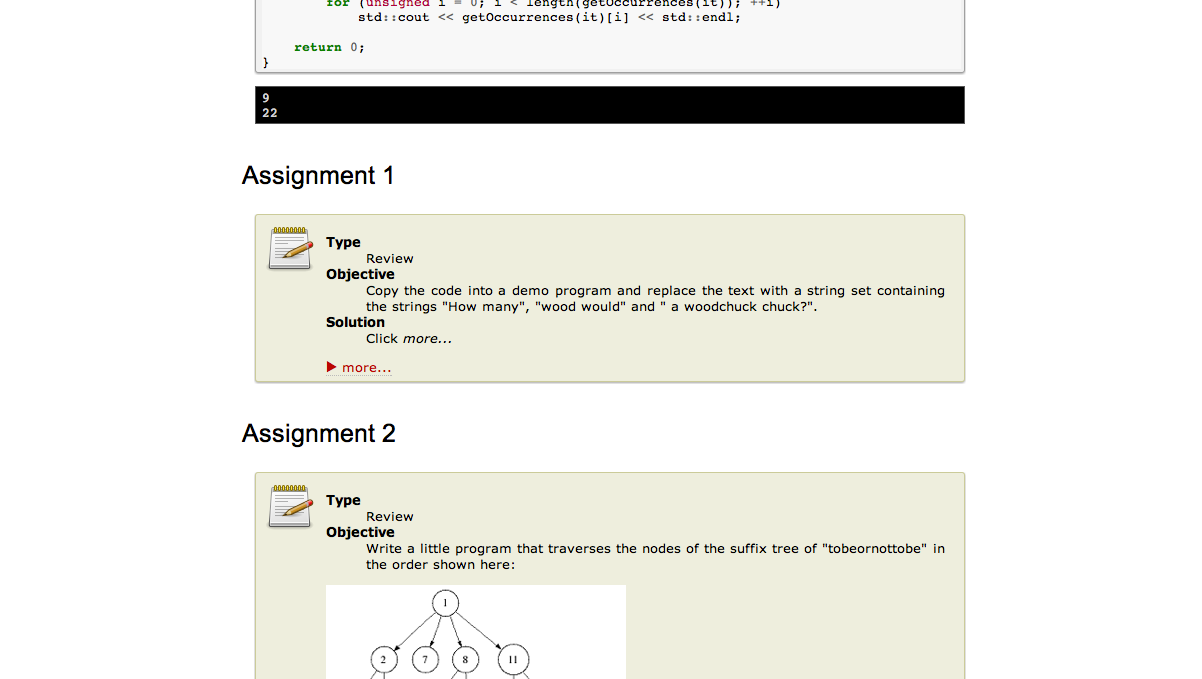 for (unsigned i = 0; i < length(getOccurrences(it)); ++i)
std::cout << getOccurrences(it)[i] << std::endl;
return 0;
}
9
22
Assignment 1
Type
Review
Objective
Copy the code into a demo program and replace the text with a string set containing
the strings "How many", "wood would" and " a woodchuck chuck?".
Solution
Click more...
more...
Assignment 2
Type
Review
Objective
Write a little program that traverses the nodes of the suffix tree of "tobeornottobe" in
the order shown here:
1
2 7 8 11